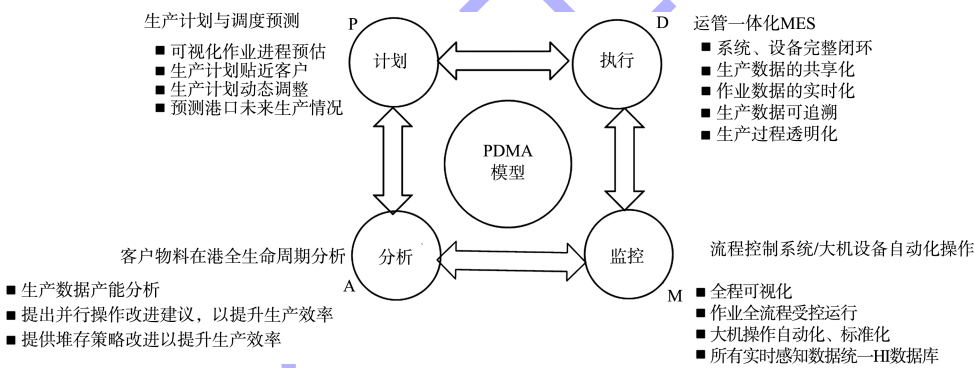 生产计划与调度预测
■ 可视化作业进程预估
■ 生产计划贴近客户
■ 生产计划动态调整
■ 预测港口未来生产情况
P
计划
执行
D
运管一体化MES
■ 系统、设备完整闭环
■ 生产数据的共享化
■ 作业数据的实时化
■ 生产数据可追溯
■ 生产过程透明化
PDMA
模型
客户物料在港全生命周期分析
A
分析
■ 生产数据产能分析
■ 提出并行操作改进建议，以提升生产效率
■ 提供堆存策略改进以提升生产效率
监控
M
流程控制系统/大机设备自动化操作
■ 全程可视化
■ 作业全流程受控运行
■ 大机操作自动化、标准化
■ 所有实时感知数据统一HI数据库